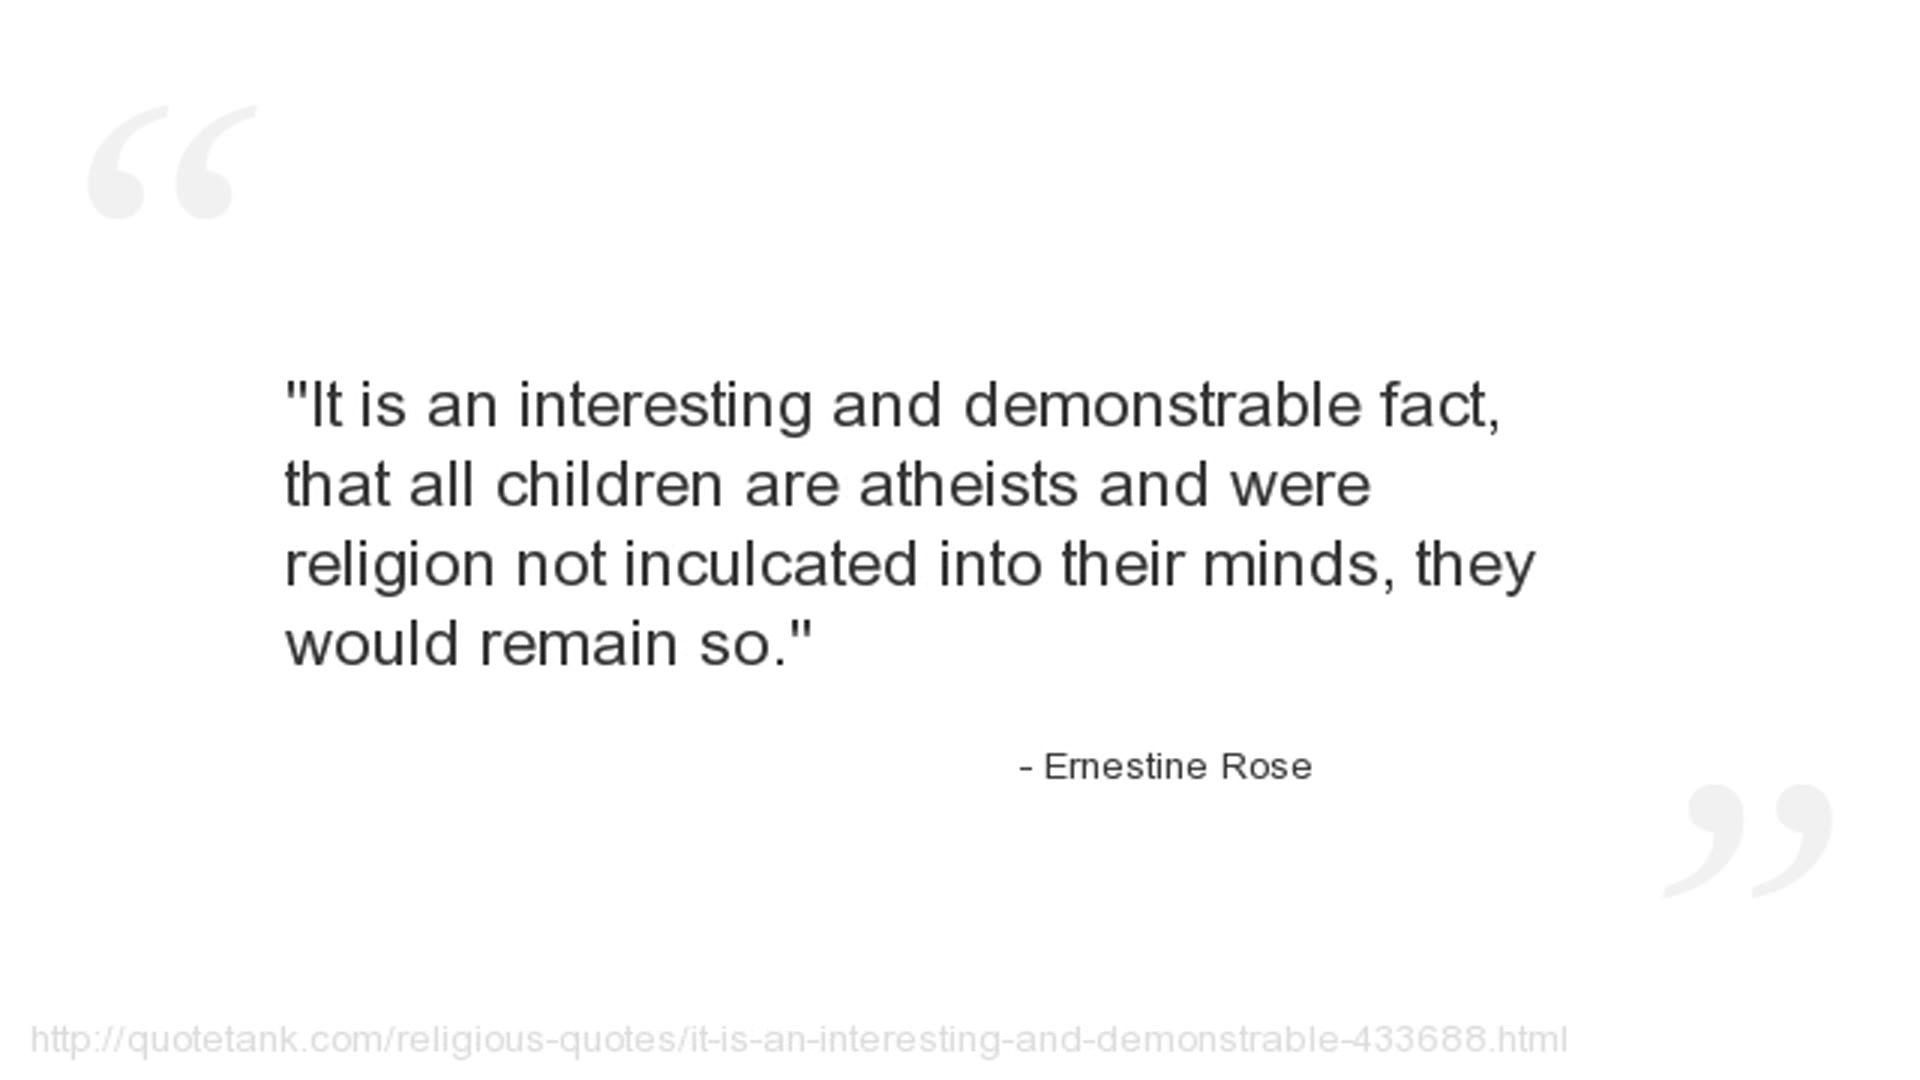 "It is an interesting and demonstrable fact,
that all children are atheists and were
religion not inculcated into their minds, they
would remain so."
- Ernestine Rose
http://quotetank.com/religious-quotes/it-is-an-interesting-and-demonstrable-433688.html